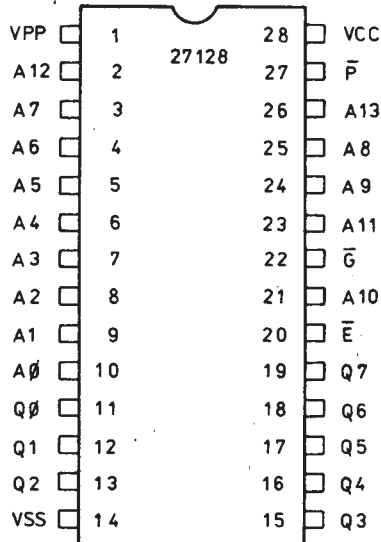 VPP 1 28 VCC
27128
A12 2 27 P̅
A7 3 26 A13
A6 4 25 A8
A5 5 24 A9
A4 6 23 A11
A3 7 22 G̅
A2 8 21 A10
A1 9 20 E̅
AØ 10 19 Q7
QØ 11 18 Q6
Q1 12 17 Q5
Q2 13 16 Q4
VSS 14 15 Q3